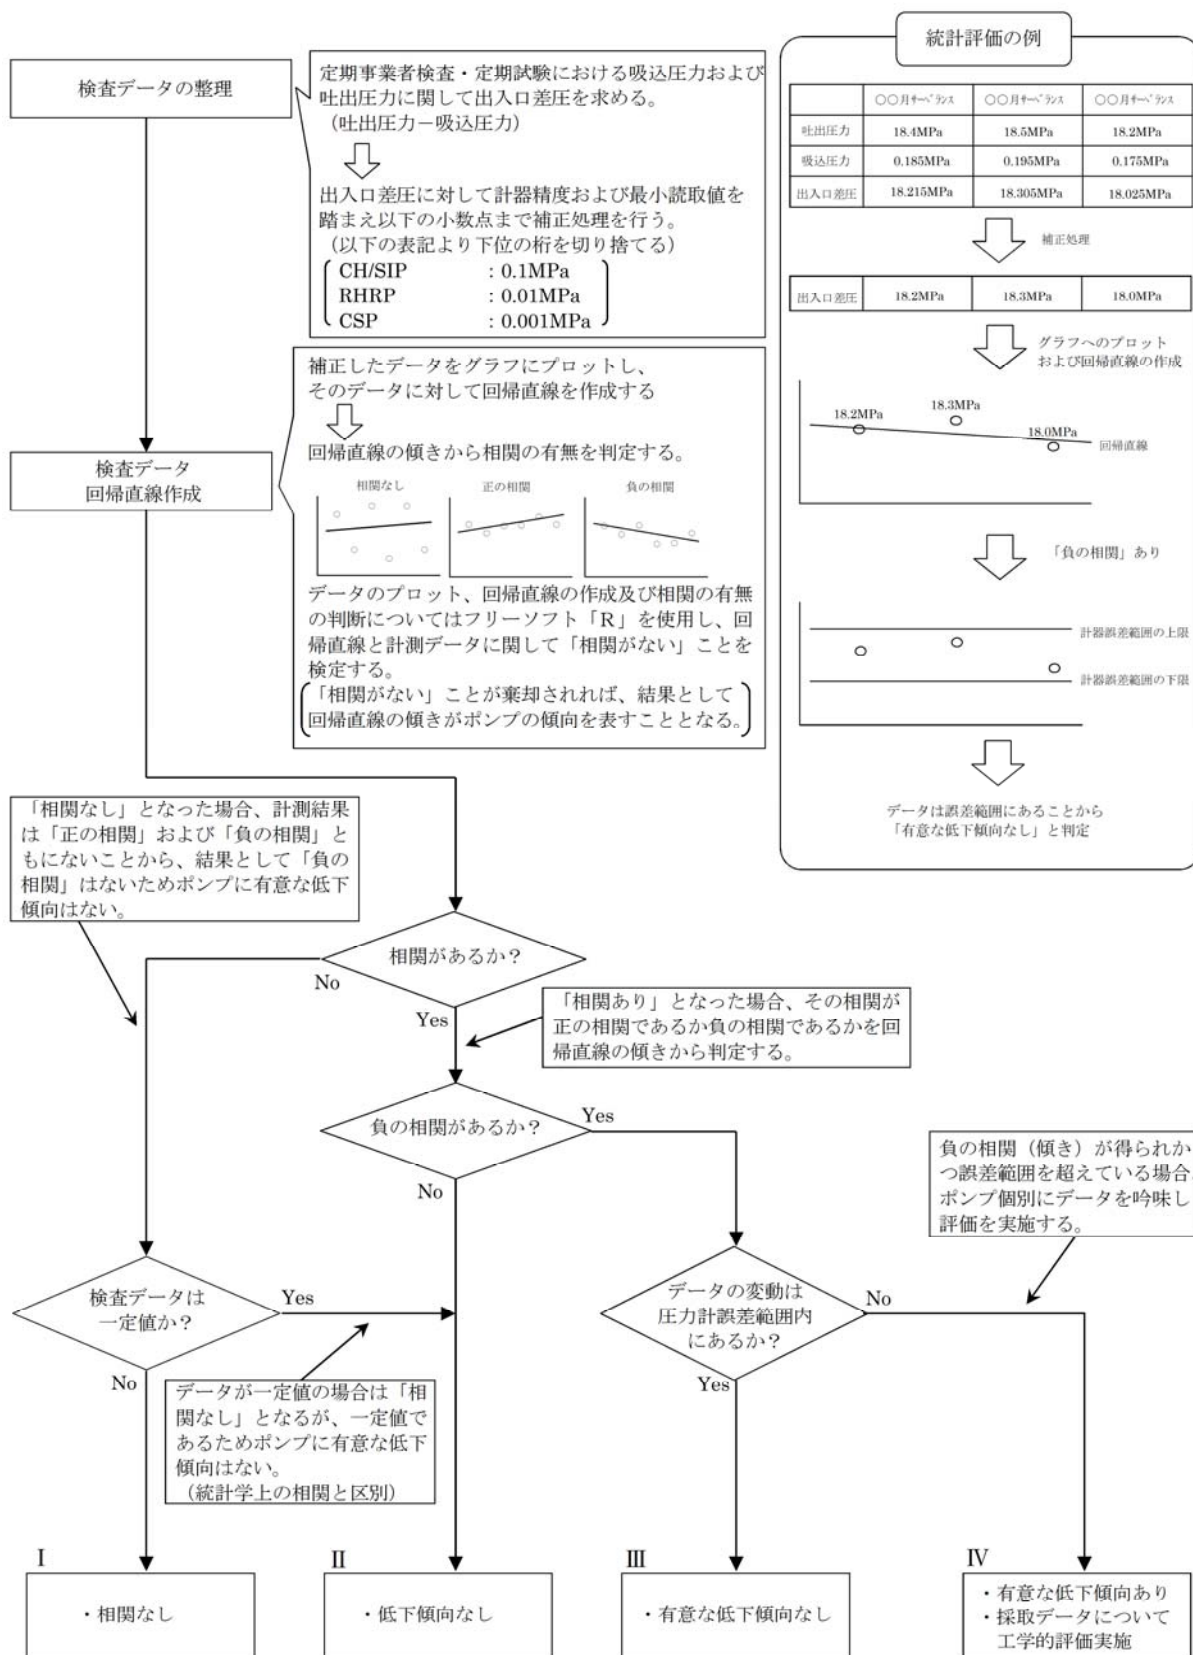 検査データの整理
定期事業者検査・定期試験における吸込圧力および
吐出圧力に関して出入口差圧を求める。
（吐出圧力－吸込圧力）
出入口差圧に対して計器精度および最小読取値を
踏まえ以下の小数点まで補正処理を行う。
（以下の表記より下位の桁を切り捨てる）
CH/SIP : 0.1MPa
RHRP : 0.01MPa
CSP : 0.001MPa
検査データ
回帰直線作成
補正したデータをグラフにプロットし、
そのデータに対して回帰直線を作成する
回帰直線の傾きから相関の有無を判定する。
相関なし 正の相関 負の相関
データのプロット、回帰直線の作成及び相関の有無
の判断についてはフリーソフト「R」を使用し、回
帰直線と計測データに関して「相関がない」ことを
検定する。
「相関がない」ことが棄却されれば、結果として
回帰直線の傾きがポンプの傾向を表すこととなる。
統計評価の例
○○月サーベランス ○○月サーベランス ○○月サーベランス
吐出圧力 18.4MPa 18.5MPa 18.2MPa
吸込圧力 0.185MPa 0.195MPa 0.175MPa
出入口差圧 18.215MPa 18.305MPa 18.025MPa
補正処理
出入口差圧 18.2MPa 18.3MPa 18.0MPa
グラフへのプロット
および回帰直線の作成
18.2MPa
18.3MPa
18.0MPa
回帰直線
「負の相関」あり
計器誤差範囲の上限
計器誤差範囲の下限
データは誤差範囲にあることから
「有意な低下傾向なし」と判定
「相関なし」となった場合、計測結果
は「正の相関」および「負の相関」と
もにないことから、結果として「負の
相関」はないためポンプに有意な低下
傾向はない。
相関があるか？
No
Yes
「相関あり」となった場合、その相関が
正の相関であるか負の相関であるかを回
帰直線の傾きから判定する。
負の相関があるか？
Yes
No
負の相関（傾き）が得られか
つ誤差範囲を超えている場合、
ポンプ個別にデータを吟味し
評価を実施する。
検査データは
一定値か？
Yes
No
データの変動は
圧力計誤差範囲内
にあるか？
No
Yes
データが一定値の場合は「相
関なし」となるが、一定値で
あるためポンプに有意な低下
傾向はない。
（統計学上の相関と区別）
Ⅰ
・相関なし
Ⅱ
・低下傾向なし
Ⅲ
・有意な低下傾向なし
Ⅳ
・有意な低下傾向あり
・採取データについて
工学的評価実施